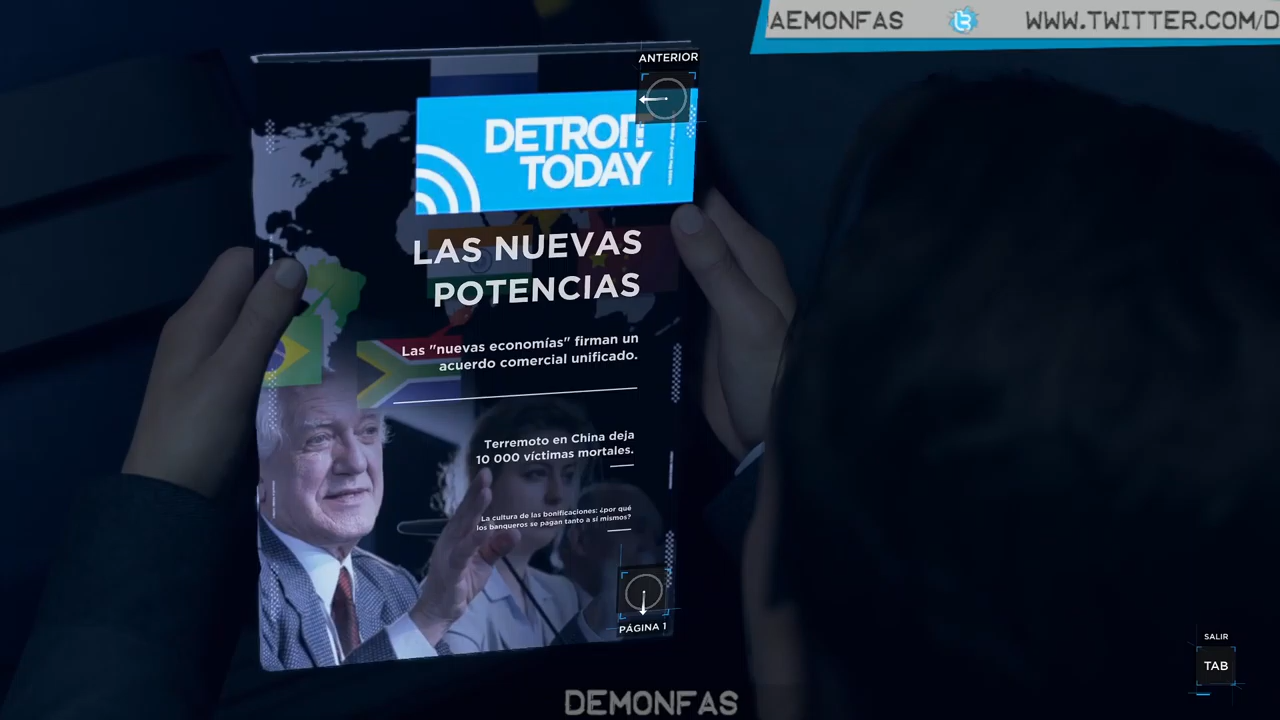 AEMONFAS WWW.TWITTER.COM/D
ANTERIOR
DETROIT
TODAY
LAS NUEVAS
POTENCIAS
Las "nuevas economías" firman un
acuerdo comercial unificado.
Terremoto en China deja
10 000 víctimas mortales.
La cultura de las bonificaciones: ¿por qué
los banqueros se pagan tanto a sí mismos?
PÁGINA 1
SALIR
TAB
DEMONFAS